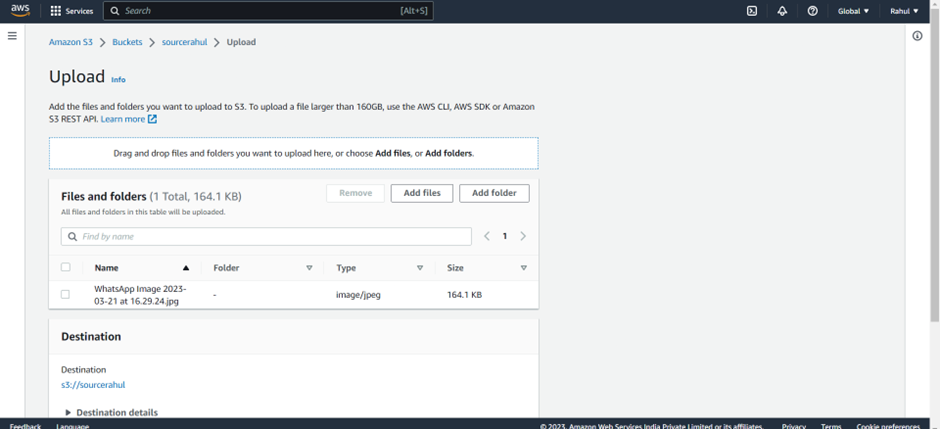 aws
Services
Search
[Alt+S]
Global
Rahul
Amazon S3 > Buckets > sourcerahul > Upload
Upload Info
Add the files and folders you want to upload to S3. To upload a file larger than 160GB, use the AWS CLI, AWS SDK or Amazon
S3 REST API. Learn more
Drag and drop files and folders you want to upload here, or choose Add files, or Add folders.
Files and folders (1 Total, 164.1 KB)
All files and folders in this table will be uploaded.
Remove
Add files
Add folder
Find by name
1
Name Folder Type Size
WhatsApp Image 2023-
03-21 at 16.29.24.jpg
- image/jpeg 164.1 KB
Destination
Destination
s3://sourcerahul
Destination details
Feedback Language © 2023, Amazon Web Services India Private Limited or its affiliates. Privacy Terms Cookie preferences